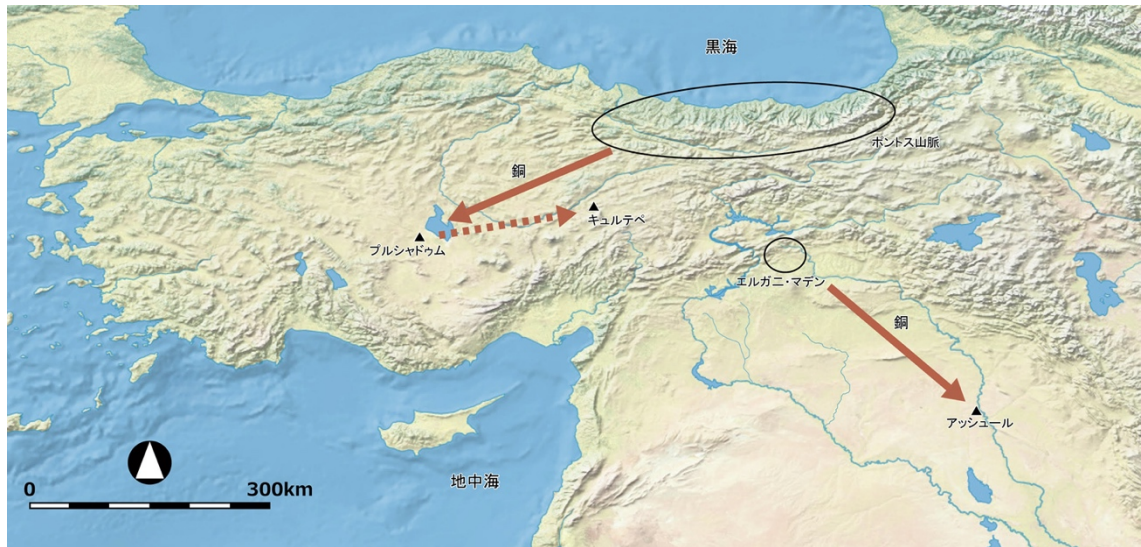 黒海
ポントス山脈
銅
キュルテペ
プルシャドゥム
エルガニ・マデン
銅
アッシュール
地中海
0 300km